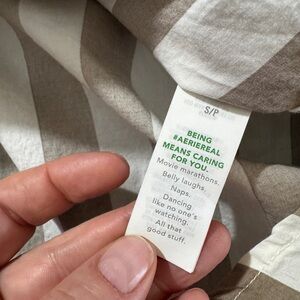 S/P
BEING
#AERIEREAL
MEANS CARING
FOR YOU.
Movie marathons.
Belly laughs.
Naps.
Dancing
like no one's
watching.
All that
good stuff.